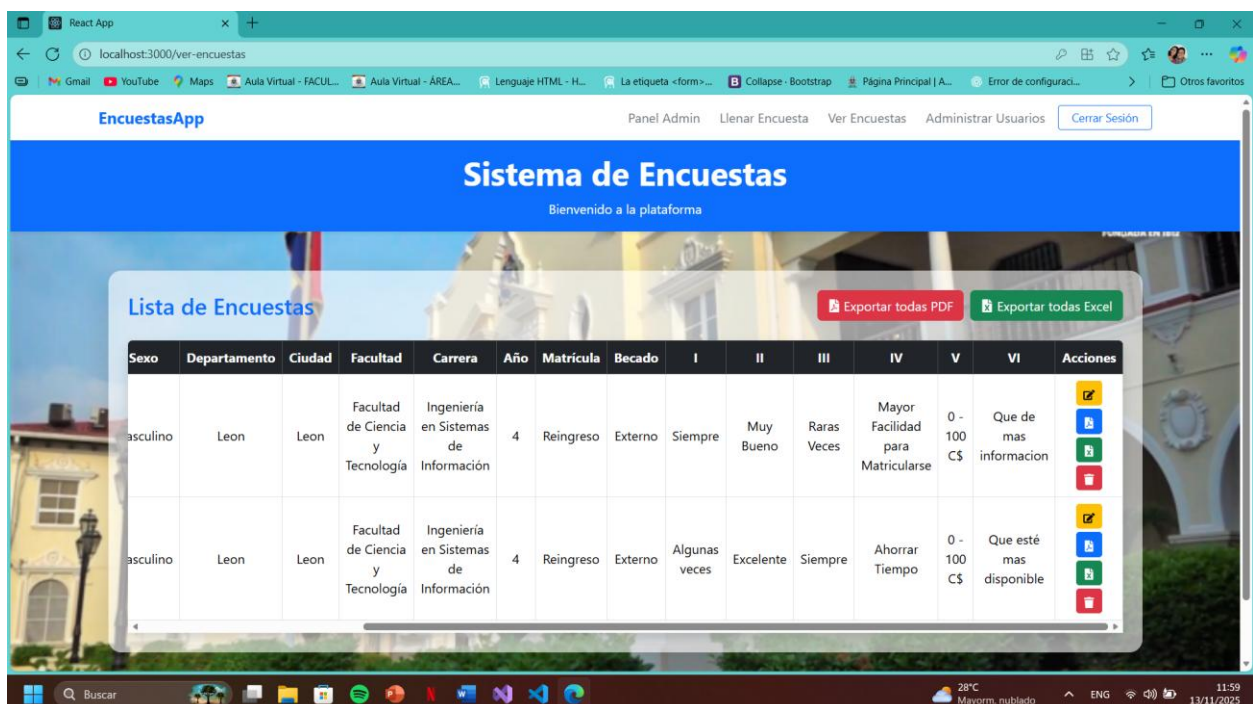 React App
localhost:3000/ver-encuestas
Gmail YouTube Maps Aula Virtual - FACUL... Aula Virtual - ÁREA... Lenguaje HTML - H... La etiqueta <form>... Collapse · Bootstrap Página Principal | A... Error de configuraci... Otros favoritos
EncuestasApp Panel Admin Llenar Encuesta Ver Encuestas Administrar Usuarios Cerrar Sesión
Sistema de Encuestas
Bienvenido a la plataforma
FUNDADA EN 1812
Lista de Encuestas Exportar todas PDF Exportar todas Excel
Sexo Departamento Ciudad Facultad Carrera Año Matrícula Becado I II III IV V VI Acciones
asculino Leon Leon Facultad de Ciencia y Tecnología Ingeniería en Sistemas de Información 4 Reingreso Externo Siempre Muy Bueno Raras Veces Mayor Facilidad para Matricularse 0 - 100 C$ Que de mas informacion
asculino Leon Leon Facultad de Ciencia y Tecnología Ingeniería en Sistemas de Información 4 Reingreso Externo Algunas veces Excelente Siempre Ahorrar Tiempo 0 - 100 C$ Que esté mas disponible
Buscar 28°C ENG 11:59
Mayorm. nublado 13/11/2025